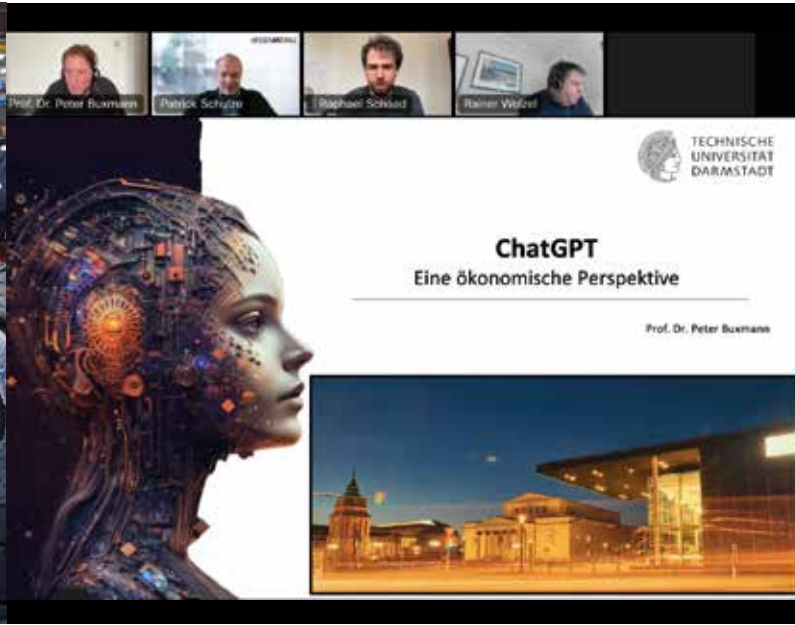 Prof. Dr. Peter Buxmann
Patrick Schulze
Raphael Schaad
Rainer Welzel
TECHNISCHE
UNIVERSITÄT
DARMSTADT
ChatGPT
Eine ökonomische Perspektive
Prof. Dr. Peter Buxmann